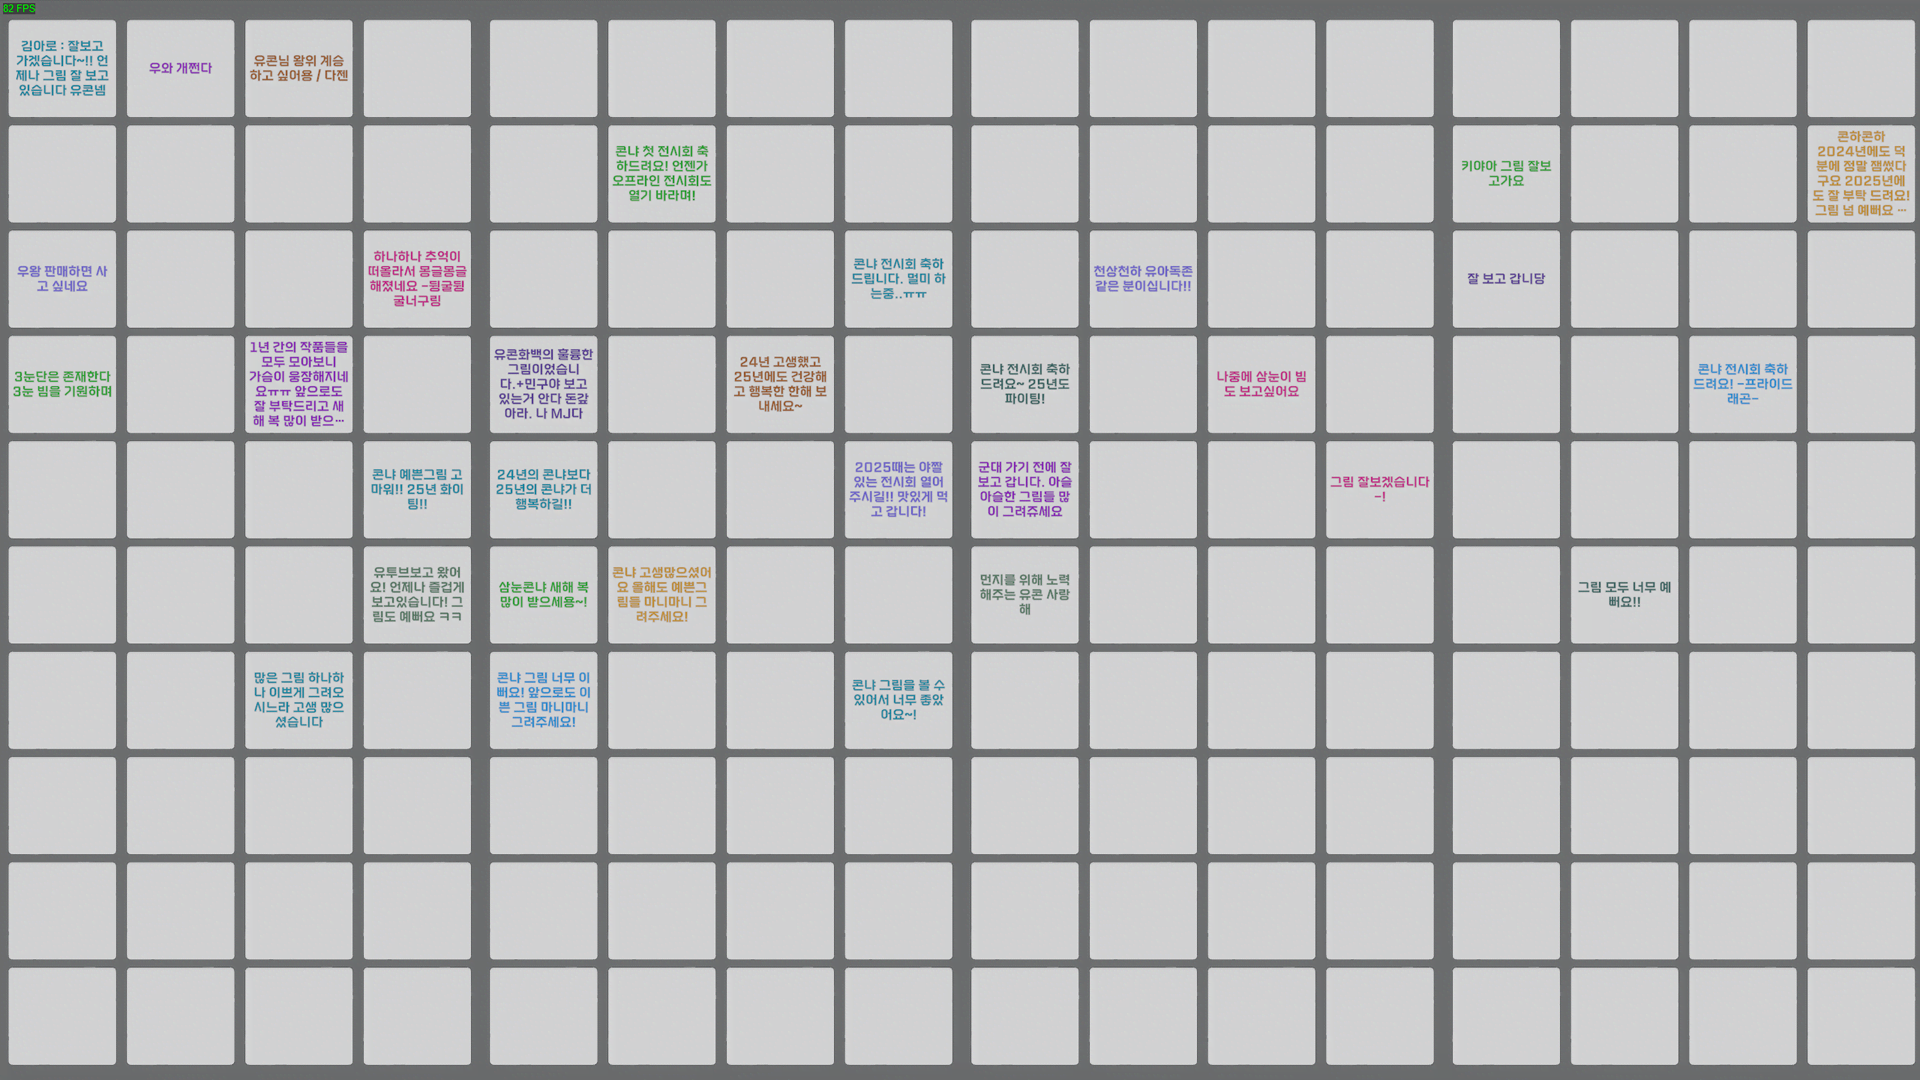 82 FPS
김아로 : 잘보고
가겠습니다~!! 언
제나 그림 잘 보고
있습니다 유콘넴
우와 개쩐다
유콘님 왕위 계승
하고 싶어용 / 다젠
콘냐 첫 전시회 축
하드려요! 언젠가
오프라인 전시회도
열기 바라며!
키야아 그림 잘보
고가요
콘하콘하
2024년에도 덕
분에 정말 잼썼다
구요 2025년에
도 잘 부탁 드려요!
그림 넘 예뻐요 …
우왕 판매하면 사
고 싶네요
하나하나 추억이
떠올라서 몽글몽글
해졌네요 -뒹굴뒹
굴너구링
콘냐 전시회 축하
드립니다. 멀미 하
는중..ㅠㅠ
천상천하 유아독존
같은 분이십니다!!
잘 보고 갑니당
3눈단은 존재한다
3눈 빔을 기원하며
1년 간의 작품들을
모두 모아보니
가슴이 웅장해지네
요ㅠㅠ 앞으로도
잘 부탁드리고 새
해 복 많이 받으…
유콘화백의 훌륭한
그림이었습니
다.+민구야 보고
있는거 안다 돈갚
아라. 나 MJ다
24년 고생했고
25년에도 건강해
고 행복한 한해 보
내세요~
콘냐 전시회 축하
드려요~ 25년도
파이팅!
나중에 삼눈이 빔
도 보고싶어요
콘냐 전시회 축하
드려요! -프라이드
래곤-
콘냐 예쁜그림 고
마워!! 25년 화이
팅!!
24년의 콘냐보다
25년의 콘냐가 더
행복하길!!
2025때는 야짤
있는 전시회 열어
주시길!! 맛있게 먹
고 갑니다!
군대 가기 전에 잘
보고 갑니다. 아슬
아슬한 그림들 많
이 그려쥬세요
그림 잘보겠습니다
-!
유투브보고 왔어
요! 언제나 즐겁게
보고있습니다! 그
림도 예뻐요 ㅋㅋ
삼눈콘냐 새해 복
많이 받으세용~!
콘냐 고생많으셨어
요 올해도 예쁜그
림들 마니마니 그
려주세요!
먼지를 위해 노력
해주는 유콘 사랑
해
그림 모두 너무 예
뻐요!!
많은 그림 하나하
나 이쁘게 그려오
시느라 고생 많으
셨습니다
콘냐 그림 너무 이
뻐요! 앞으로도 이
쁜 그림 마니마니
그려주세요!
콘냐 그림을 볼 수
있어서 너무 좋았
어요~!